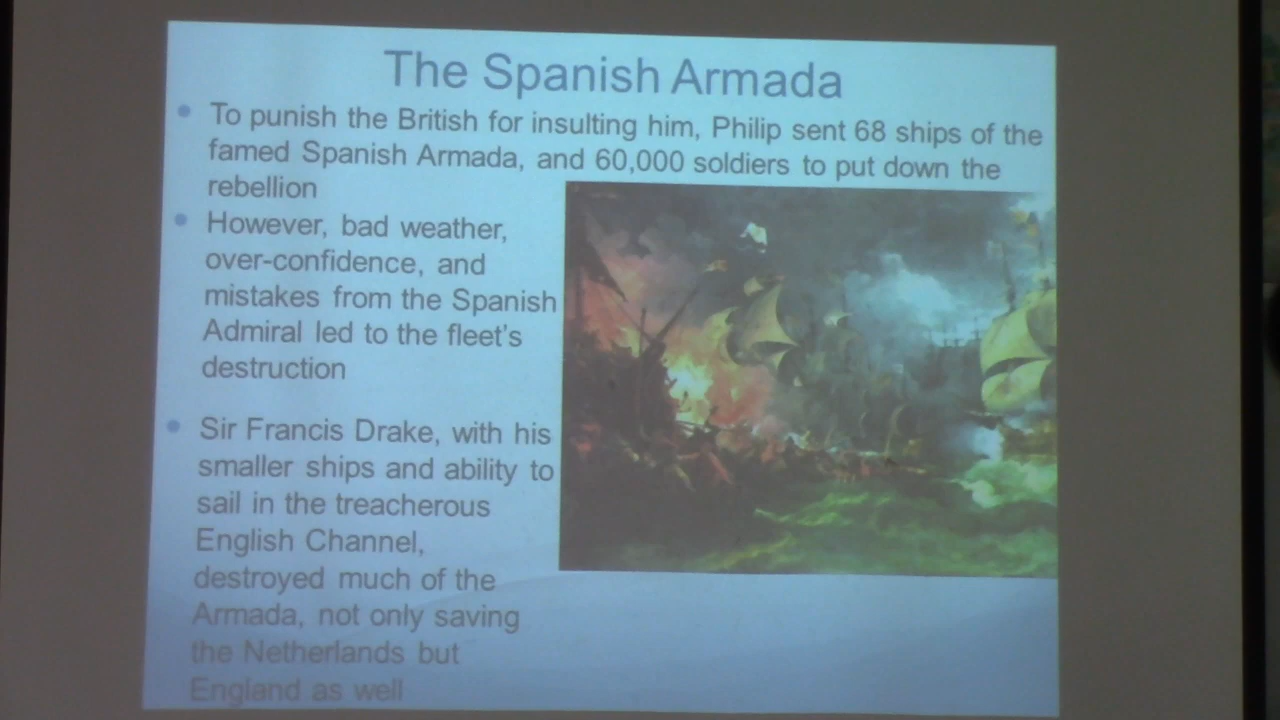 The Spanish Armada
• To punish the British for insulting him, Philip sent 68 ships of the
famed Spanish Armada, and 60,000 soldiers to put down the
rebellion
• However, bad weather,
over-confidence, and
mistakes from the Spanish
Admiral led to the fleet's
destruction
• Sir Francis Drake, with his
smaller ships and ability to
sail in the treacherous
English Channel,
destroyed much of the
Armada, not only saving
the Netherlands but
England as well